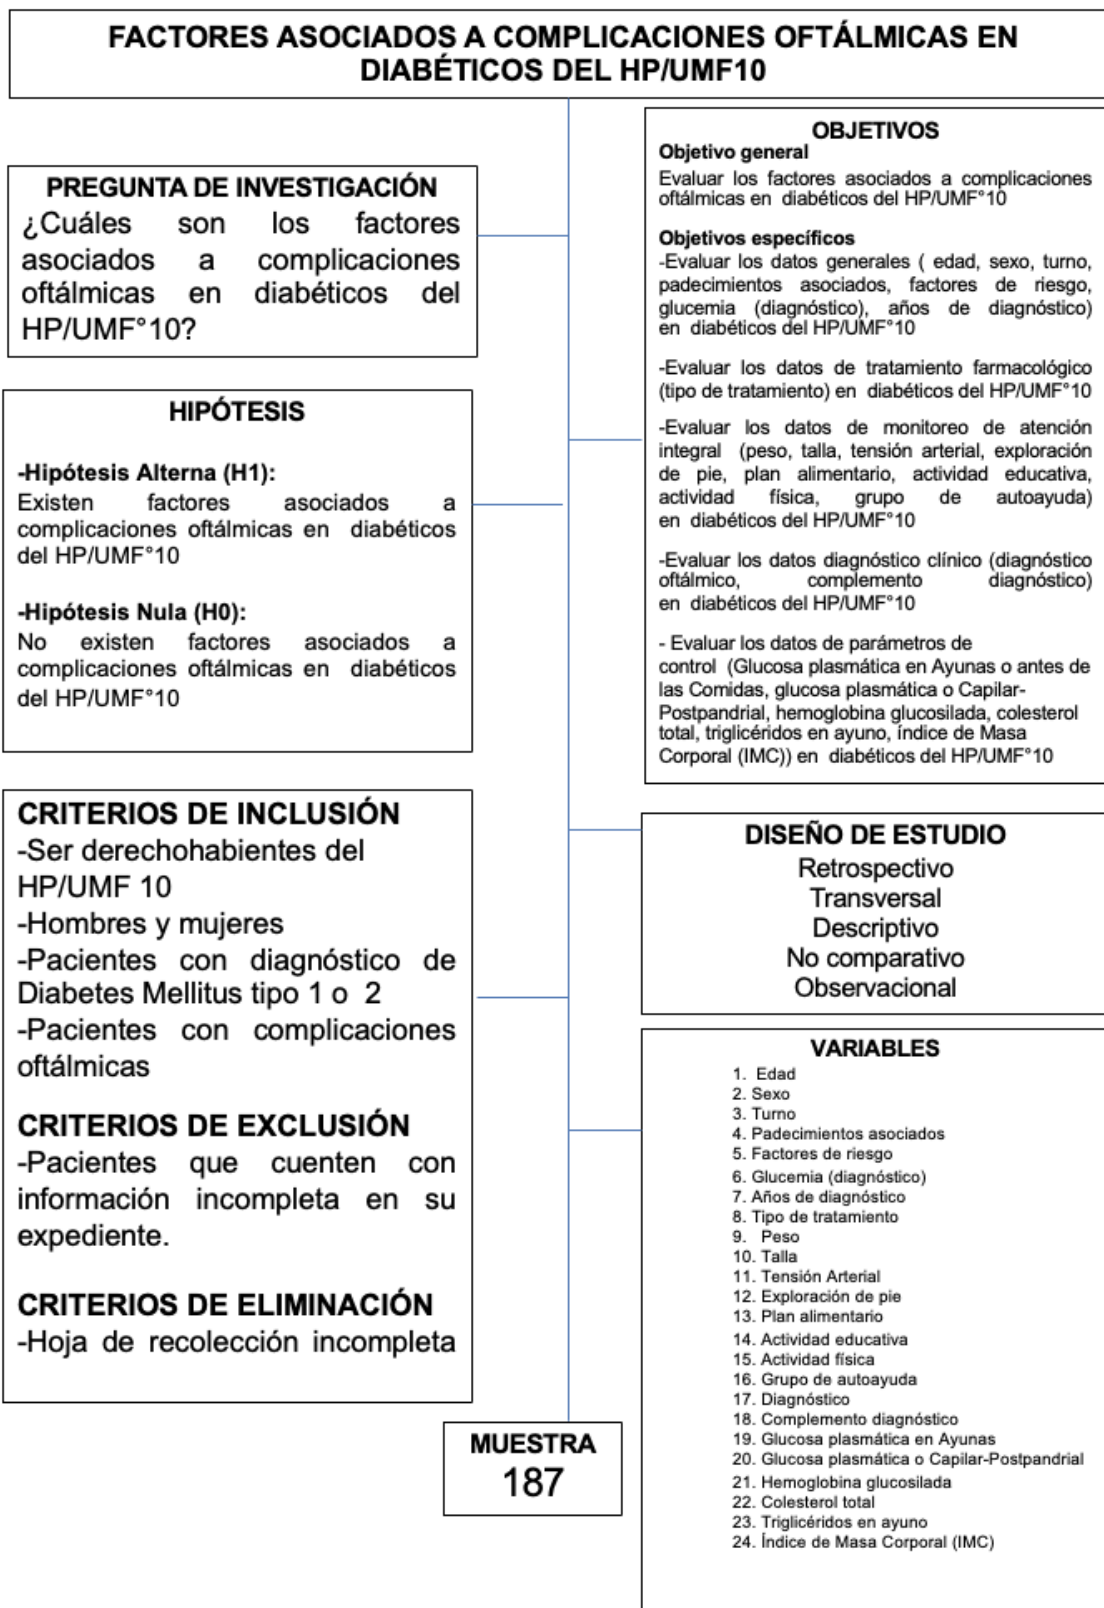 FACTORES ASOCIADOS A COMPLICACIONES OFTÁLMICAS EN
DIABÉTICOS DEL HP/UMF10
PREGUNTA DE INVESTIGACIÓN
¿Cuáles son los factores
asociados a complicaciones
oftálmicas en diabéticos del
HP/UMF°10?
HIPÓTESIS
-Hipótesis Alterna (H1):
Existen factores asociados a
complicaciones oftálmicas en diabéticos
del HP/UMF°10
-Hipótesis Nula (H0):
No existen factores asociados a
complicaciones oftálmicas en diabéticos
del HP/UMF°10
CRITERIOS DE INCLUSIÓN
-Ser derechohabientes del
HP/UMF 10
-Hombres y mujeres
-Pacientes con diagnóstico de
Diabetes Mellitus tipo 1 o 2
-Pacientes con complicaciones
oftálmicas
CRITERIOS DE EXCLUSIÓN
-Pacientes que cuenten con
información incompleta en su
expediente.
CRITERIOS DE ELIMINACIÓN
-Hoja de recolección incompleta
MUESTRA
187
OBJETIVOS
Objetivo general
Evaluar los factores asociados a complicaciones
oftálmicas en diabéticos del HP/UMF°10
Objetivos específicos
-Evaluar los datos generales ( edad, sexo, turno,
padecimientos asociados, factores de riesgo,
glucemia (diagnóstico), años de diagnóstico)
en diabéticos del HP/UMF°10
-Evaluar los datos de tratamiento farmacológico
(tipo de tratamiento) en diabéticos del HP/UMF°10
-Evaluar los datos de monitoreo de atención
integral (peso, talla, tensión arterial, exploración
de pie, plan alimentario, actividad educativa,
actividad física, grupo de autoayuda)
en diabéticos del HP/UMF°10
-Evaluar los datos diagnóstico clínico (diagnóstico
oftálmico, complemento diagnóstico)
en diabéticos del HP/UMF°10
- Evaluar los datos de parámetros de
control (Glucosa plasmática en Ayunas o antes de
las Comidas, glucosa plasmática o Capilar-
Postpandrial, hemoglobina glucosilada, colesterol
total, triglicéridos en ayuno, índice de Masa
Corporal (IMC)) en diabéticos del HP/UMF°10
DISEÑO DE ESTUDIO
Retrospectivo
Transversal
Descriptivo
No comparativo
Observacional
VARIABLES
1. Edad
2. Sexo
3. Turno
4. Padecimientos asociados
5. Factores de riesgo
6. Glucemia (diagnóstico)
7. Años de diagnóstico
8. Tipo de tratamiento
9. Peso
10. Talla
11. Tensión Arterial
12. Exploración de pie
13. Plan alimentario
14. Actividad educativa
15. Actividad física
16. Grupo de autoayuda
17. Diagnóstico
18. Complemento diagnóstico
19. Glucosa plasmática en Ayunas
20. Glucosa plasmática o Capilar-Postpandrial
21. Hemoglobina glucosilada
22. Colesterol total
23. Triglicéridos en ayuno
24. Índice de Masa Corporal (IMC)